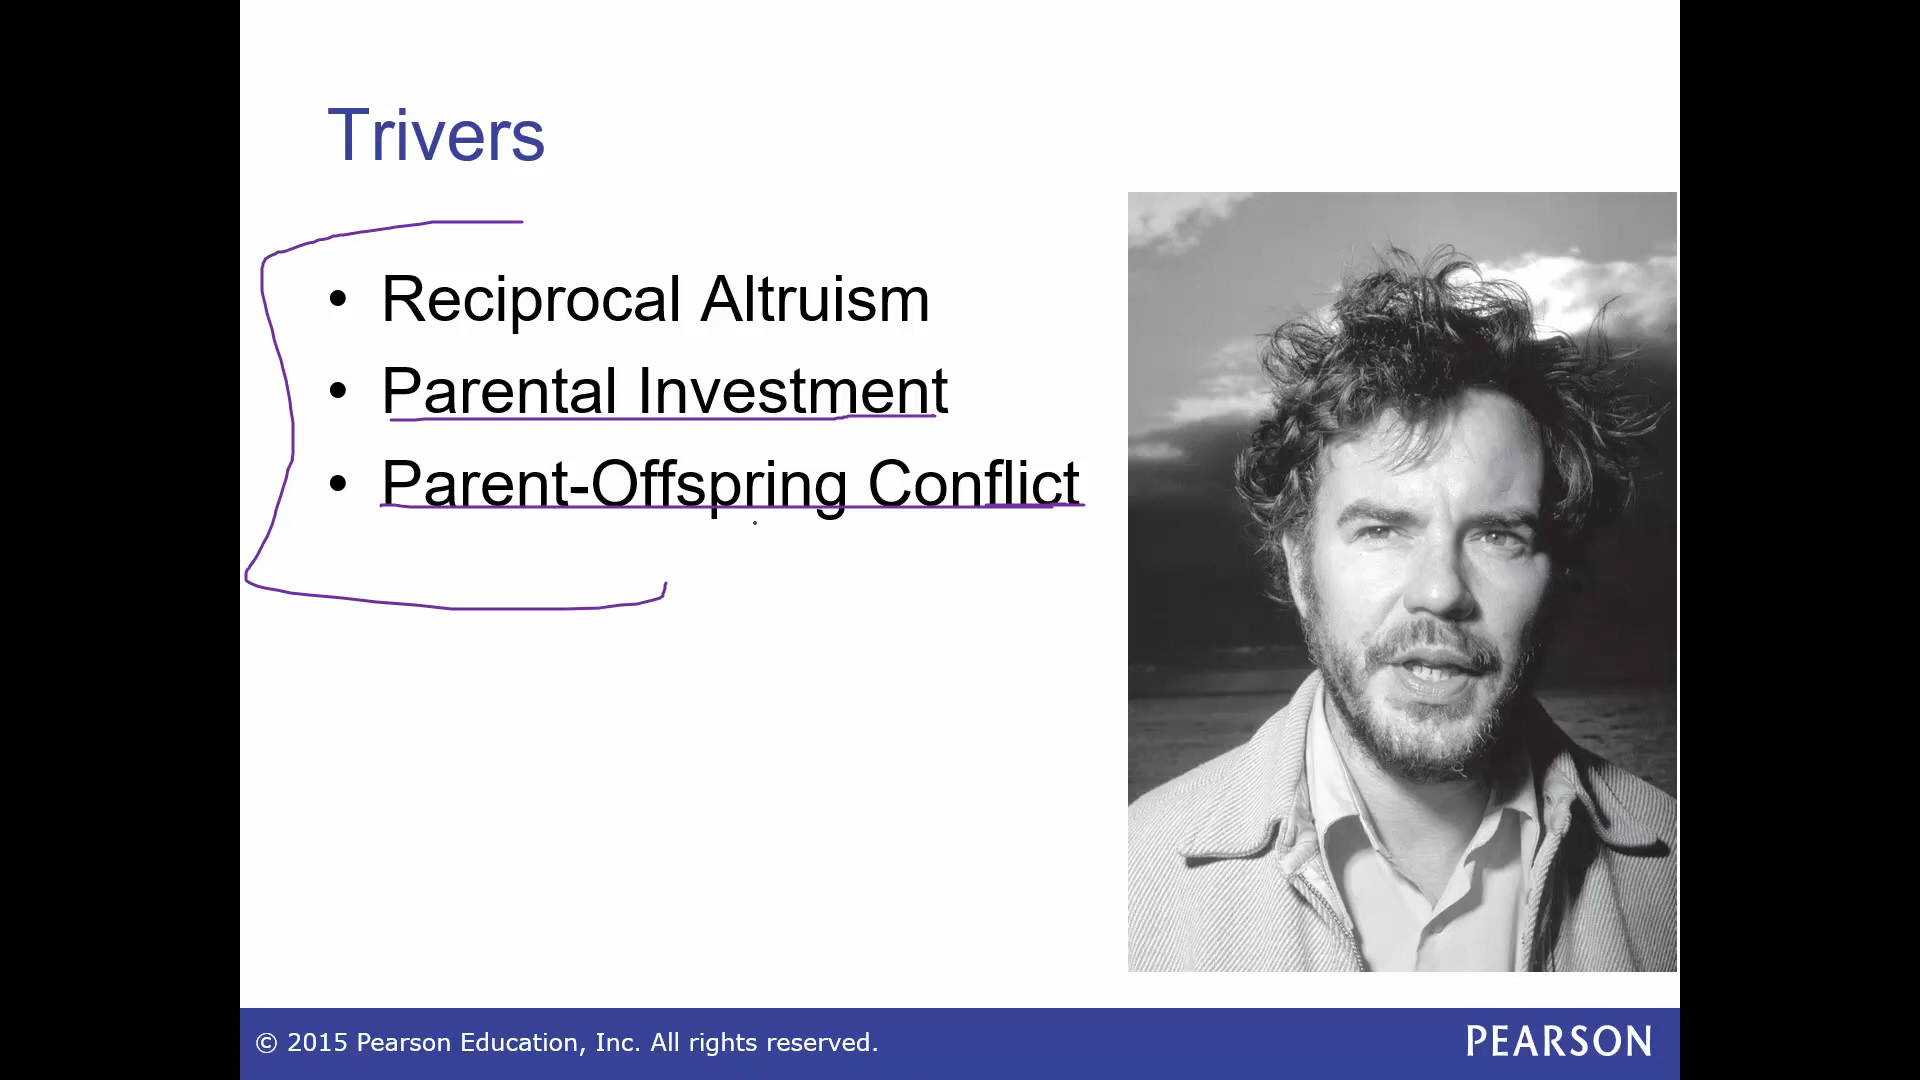 Trivers
• Reciprocal Altruism
• Parental Investment
• Parent-Offspring Conflict
© 2015 Pearson Education, Inc. All rights reserved.
PEARSON